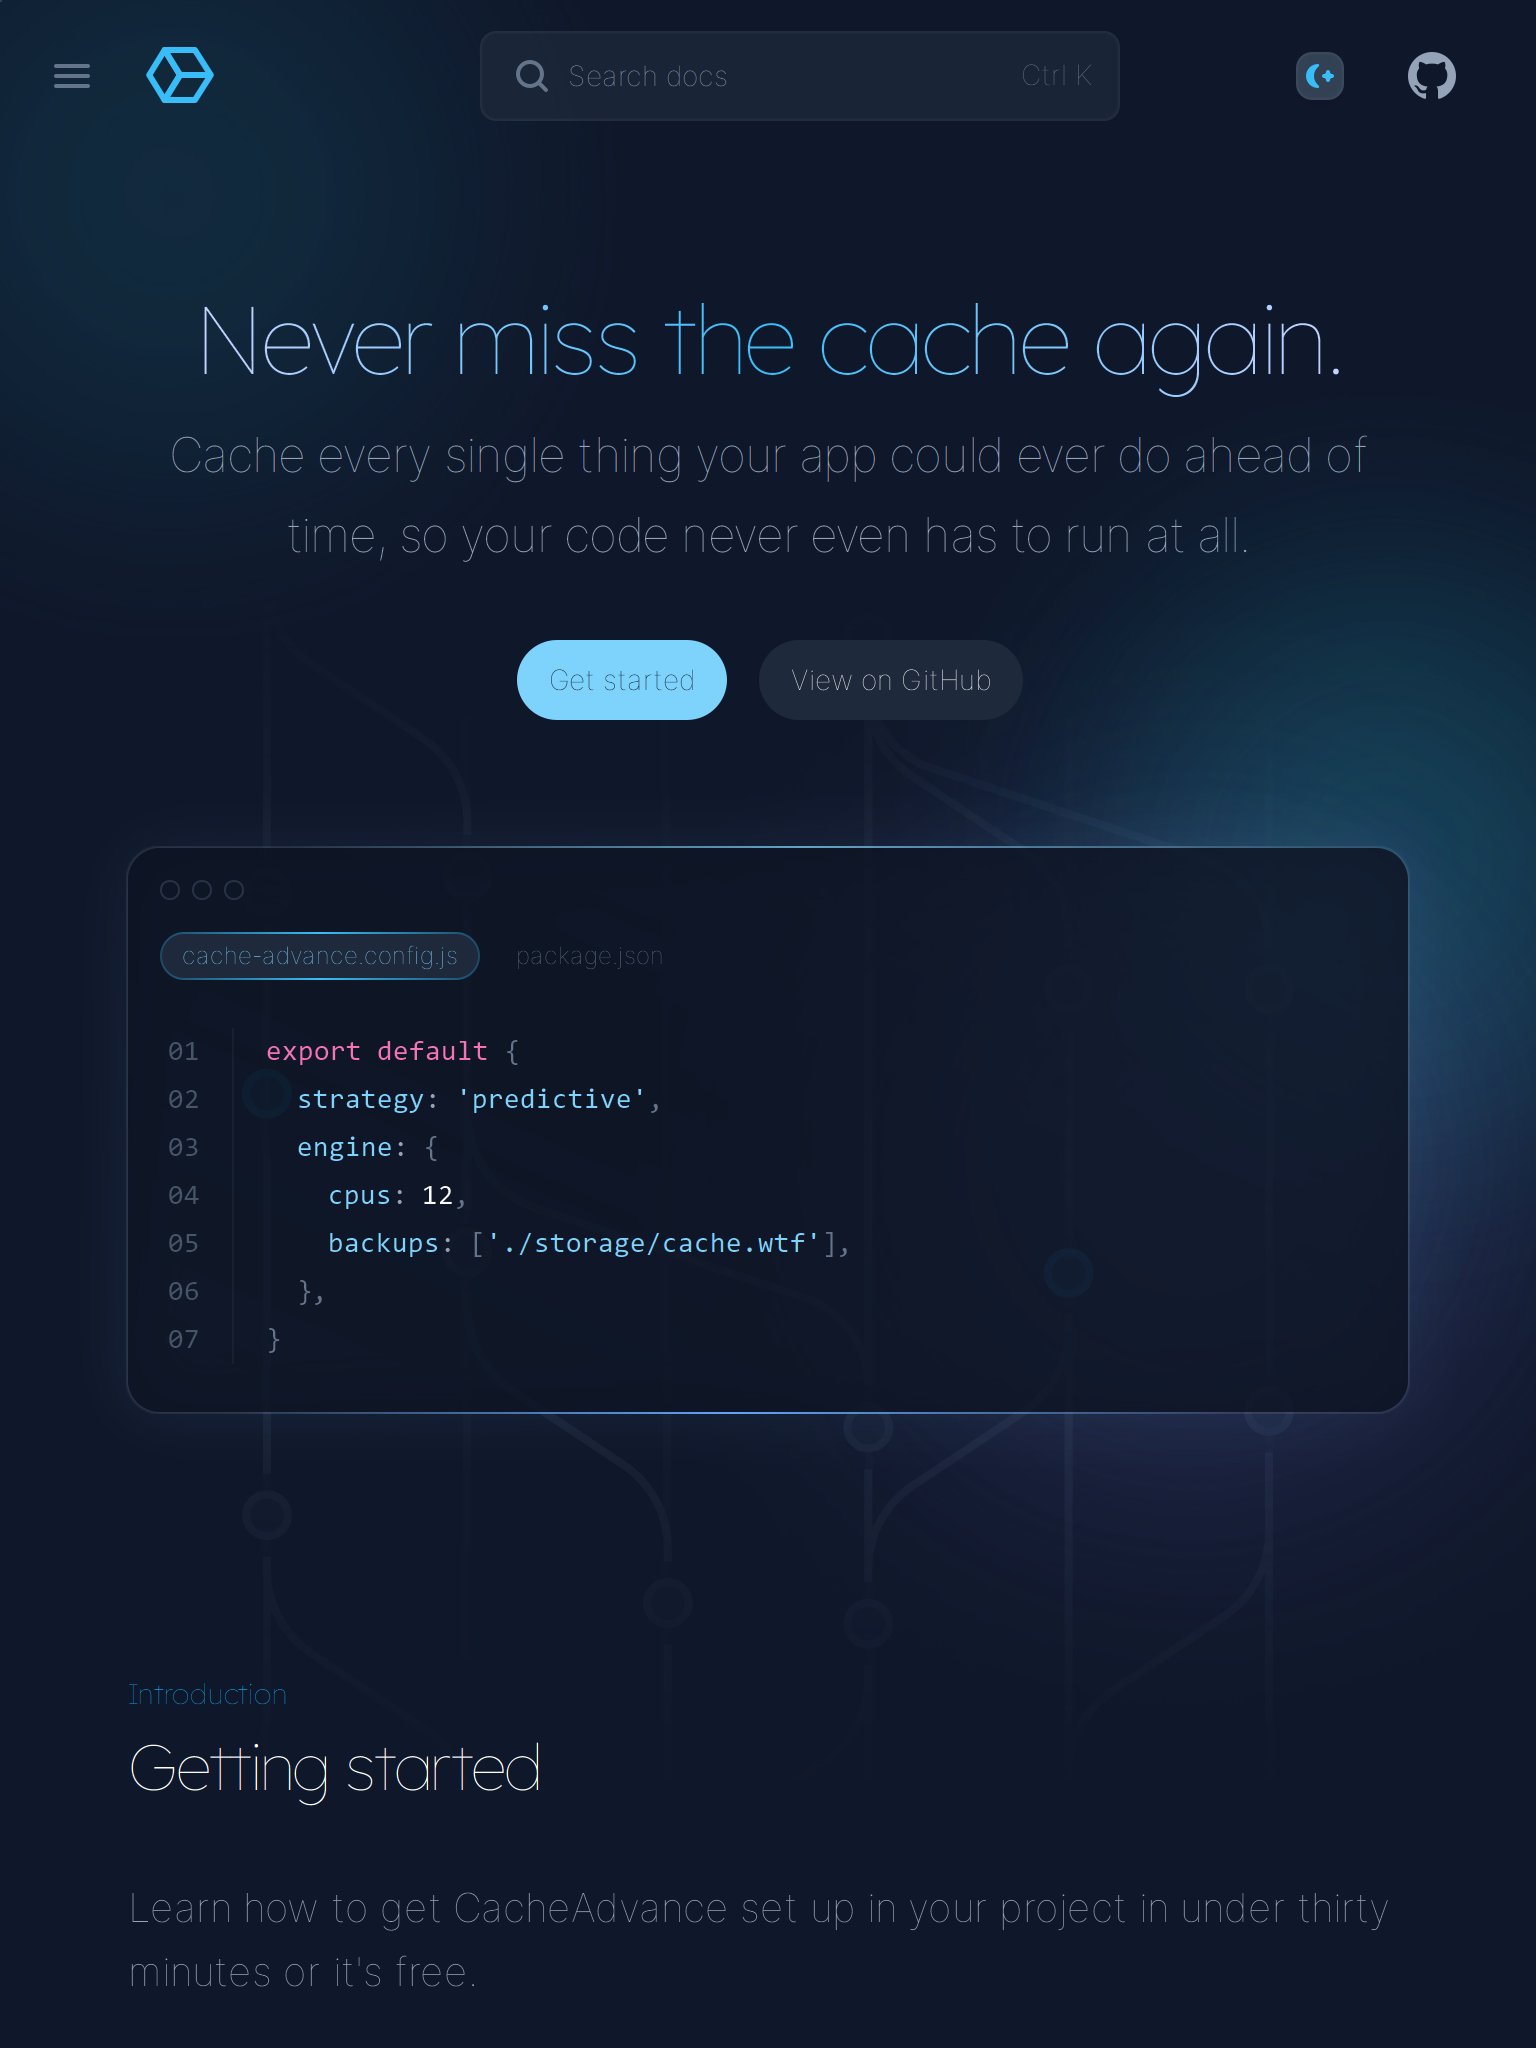 Search docs Ctrl K
Never miss the cache again.
Cache every single thing your app could ever do ahead of
time, so your code never even has to run at all.
Get started View on GitHub
cache-advance.config.js package.json
01 export default {
02 strategy: 'predictive',
03 engine: {
04 cpus: 12,
05 backups: ['./storage/cache.wtf'],
06 },
07 }
Introduction
Getting started
Learn how to get CacheAdvance set up in your project in under thirty
minutes or it's free.